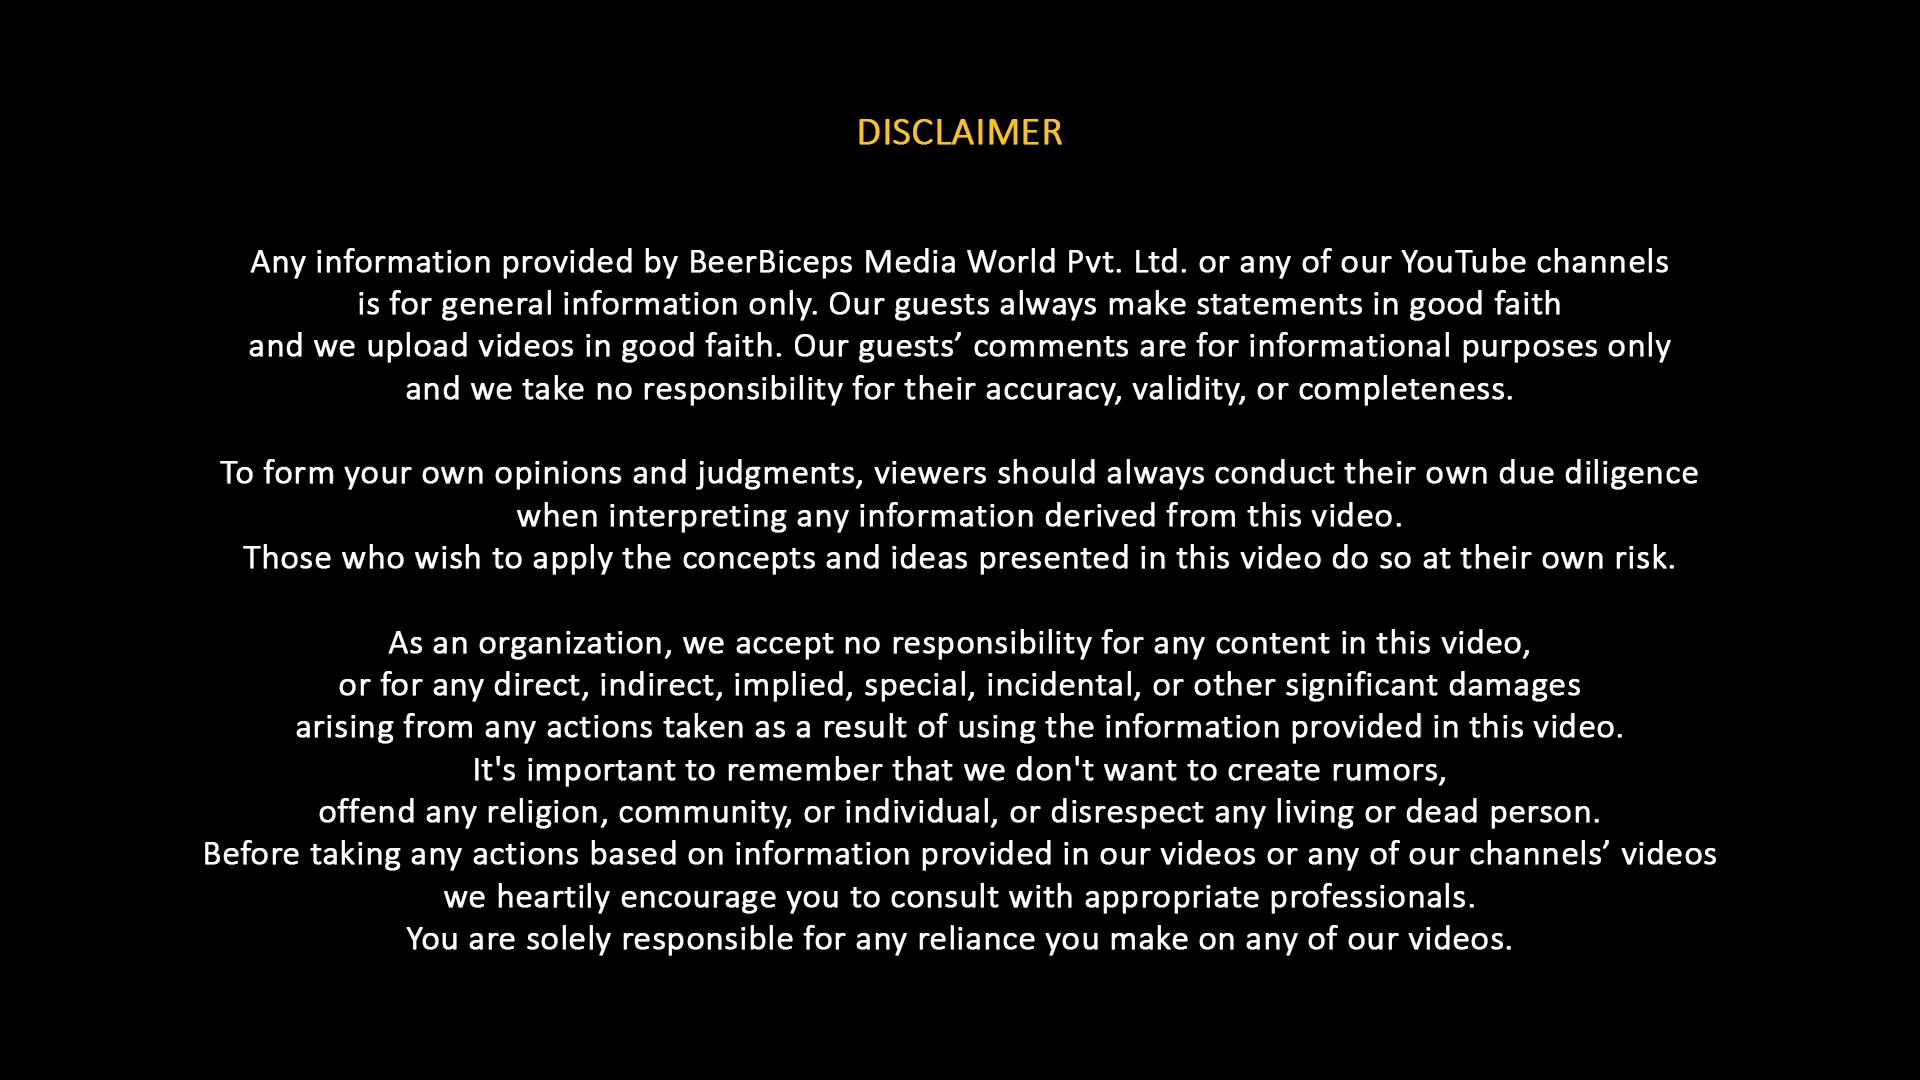 DISCLAIMER
Any information provided by BeerBiceps Media World Pvt. Ltd. or any of our YouTube channels
is for general information only. Our guests always make statements in good faith
and we upload videos in good faith. Our guests’ comments are for informational purposes only
and we take no responsibility for their accuracy, validity, or completeness.
To form your own opinions and judgments, viewers should always conduct their own due diligence
when interpreting any information derived from this video.
Those who wish to apply the concepts and ideas presented in this video do so at their own risk.
As an organization, we accept no responsibility for any content in this video,
or for any direct, indirect, implied, special, incidental, or other significant damages
arising from any actions taken as a result of using the information provided in this video.
It's important to remember that we don't want to create rumors,
offend any religion, community, or individual, or disrespect any living or dead person.
Before taking any actions based on information provided in our videos or any of our channels’ videos
we heartily encourage you to consult with appropriate professionals.
You are solely responsible for any reliance you make on any of our videos.